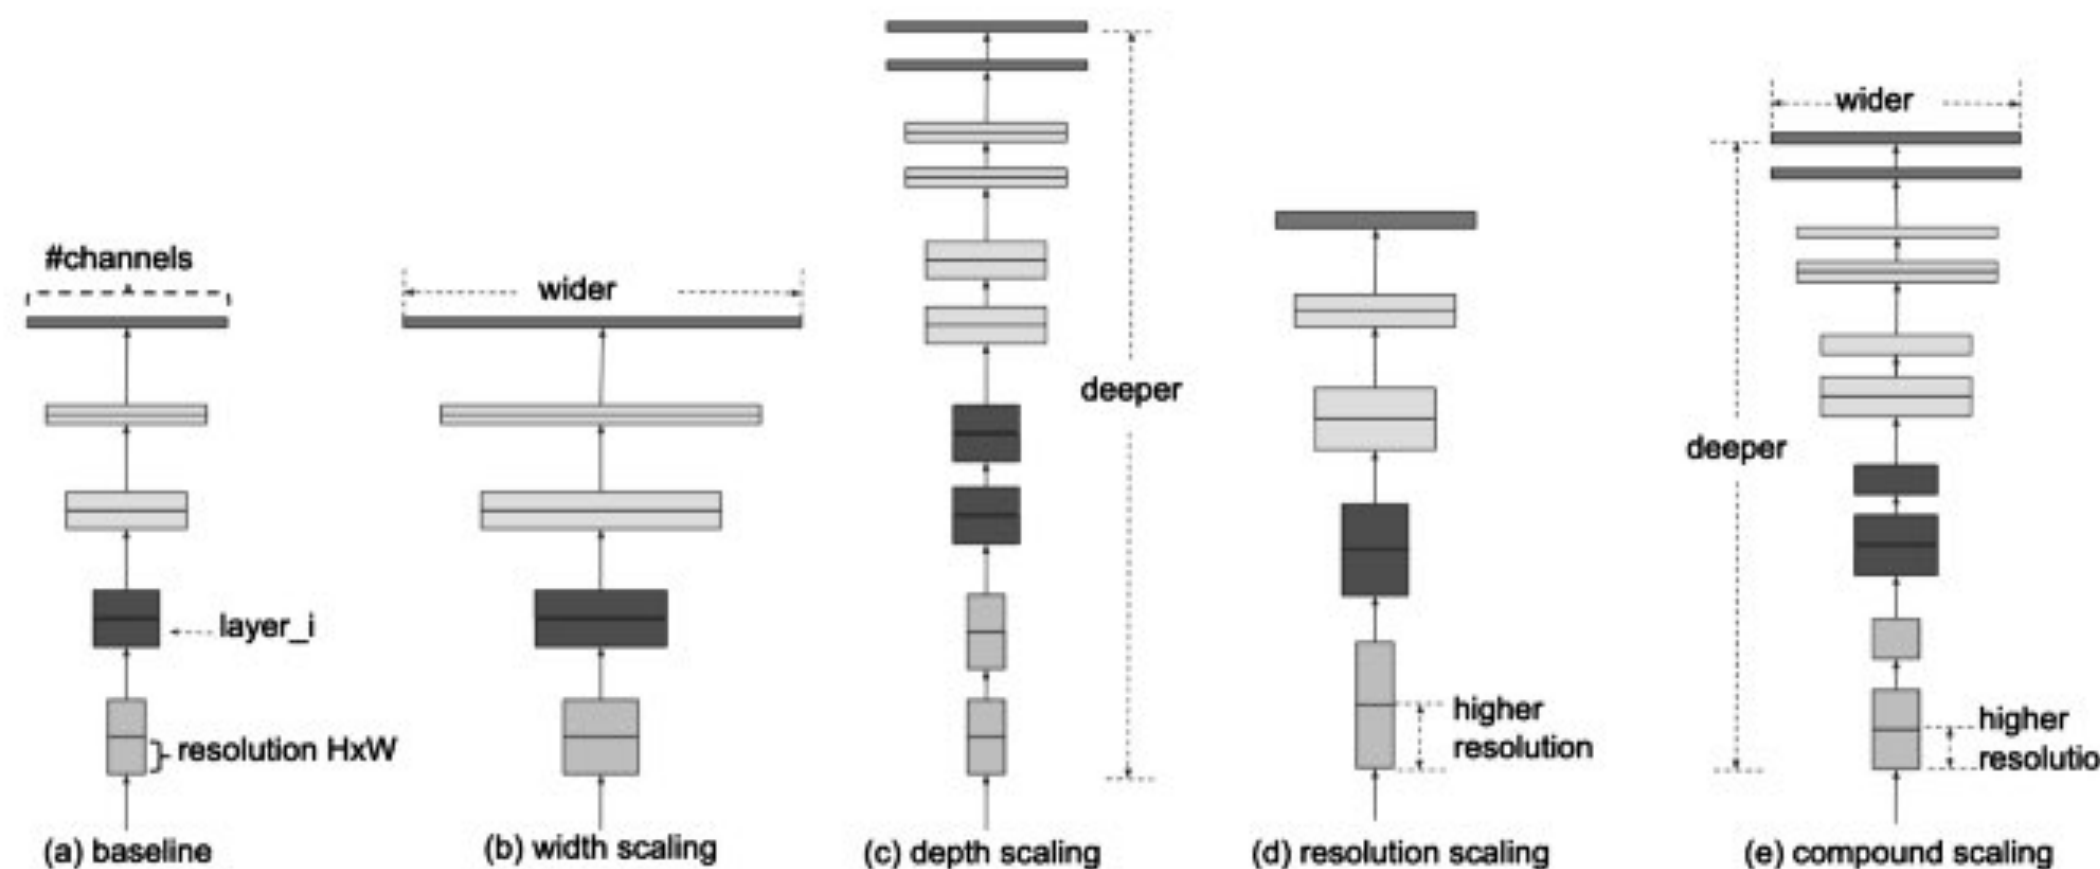 #channels
layer_i
resolution HxW
(a) baseline
wider
(b) width scaling
deeper
(c) depth scaling
higher
resolution
(d) resolution scaling
wider
deeper
higher
resolutio
(e) compound scaling